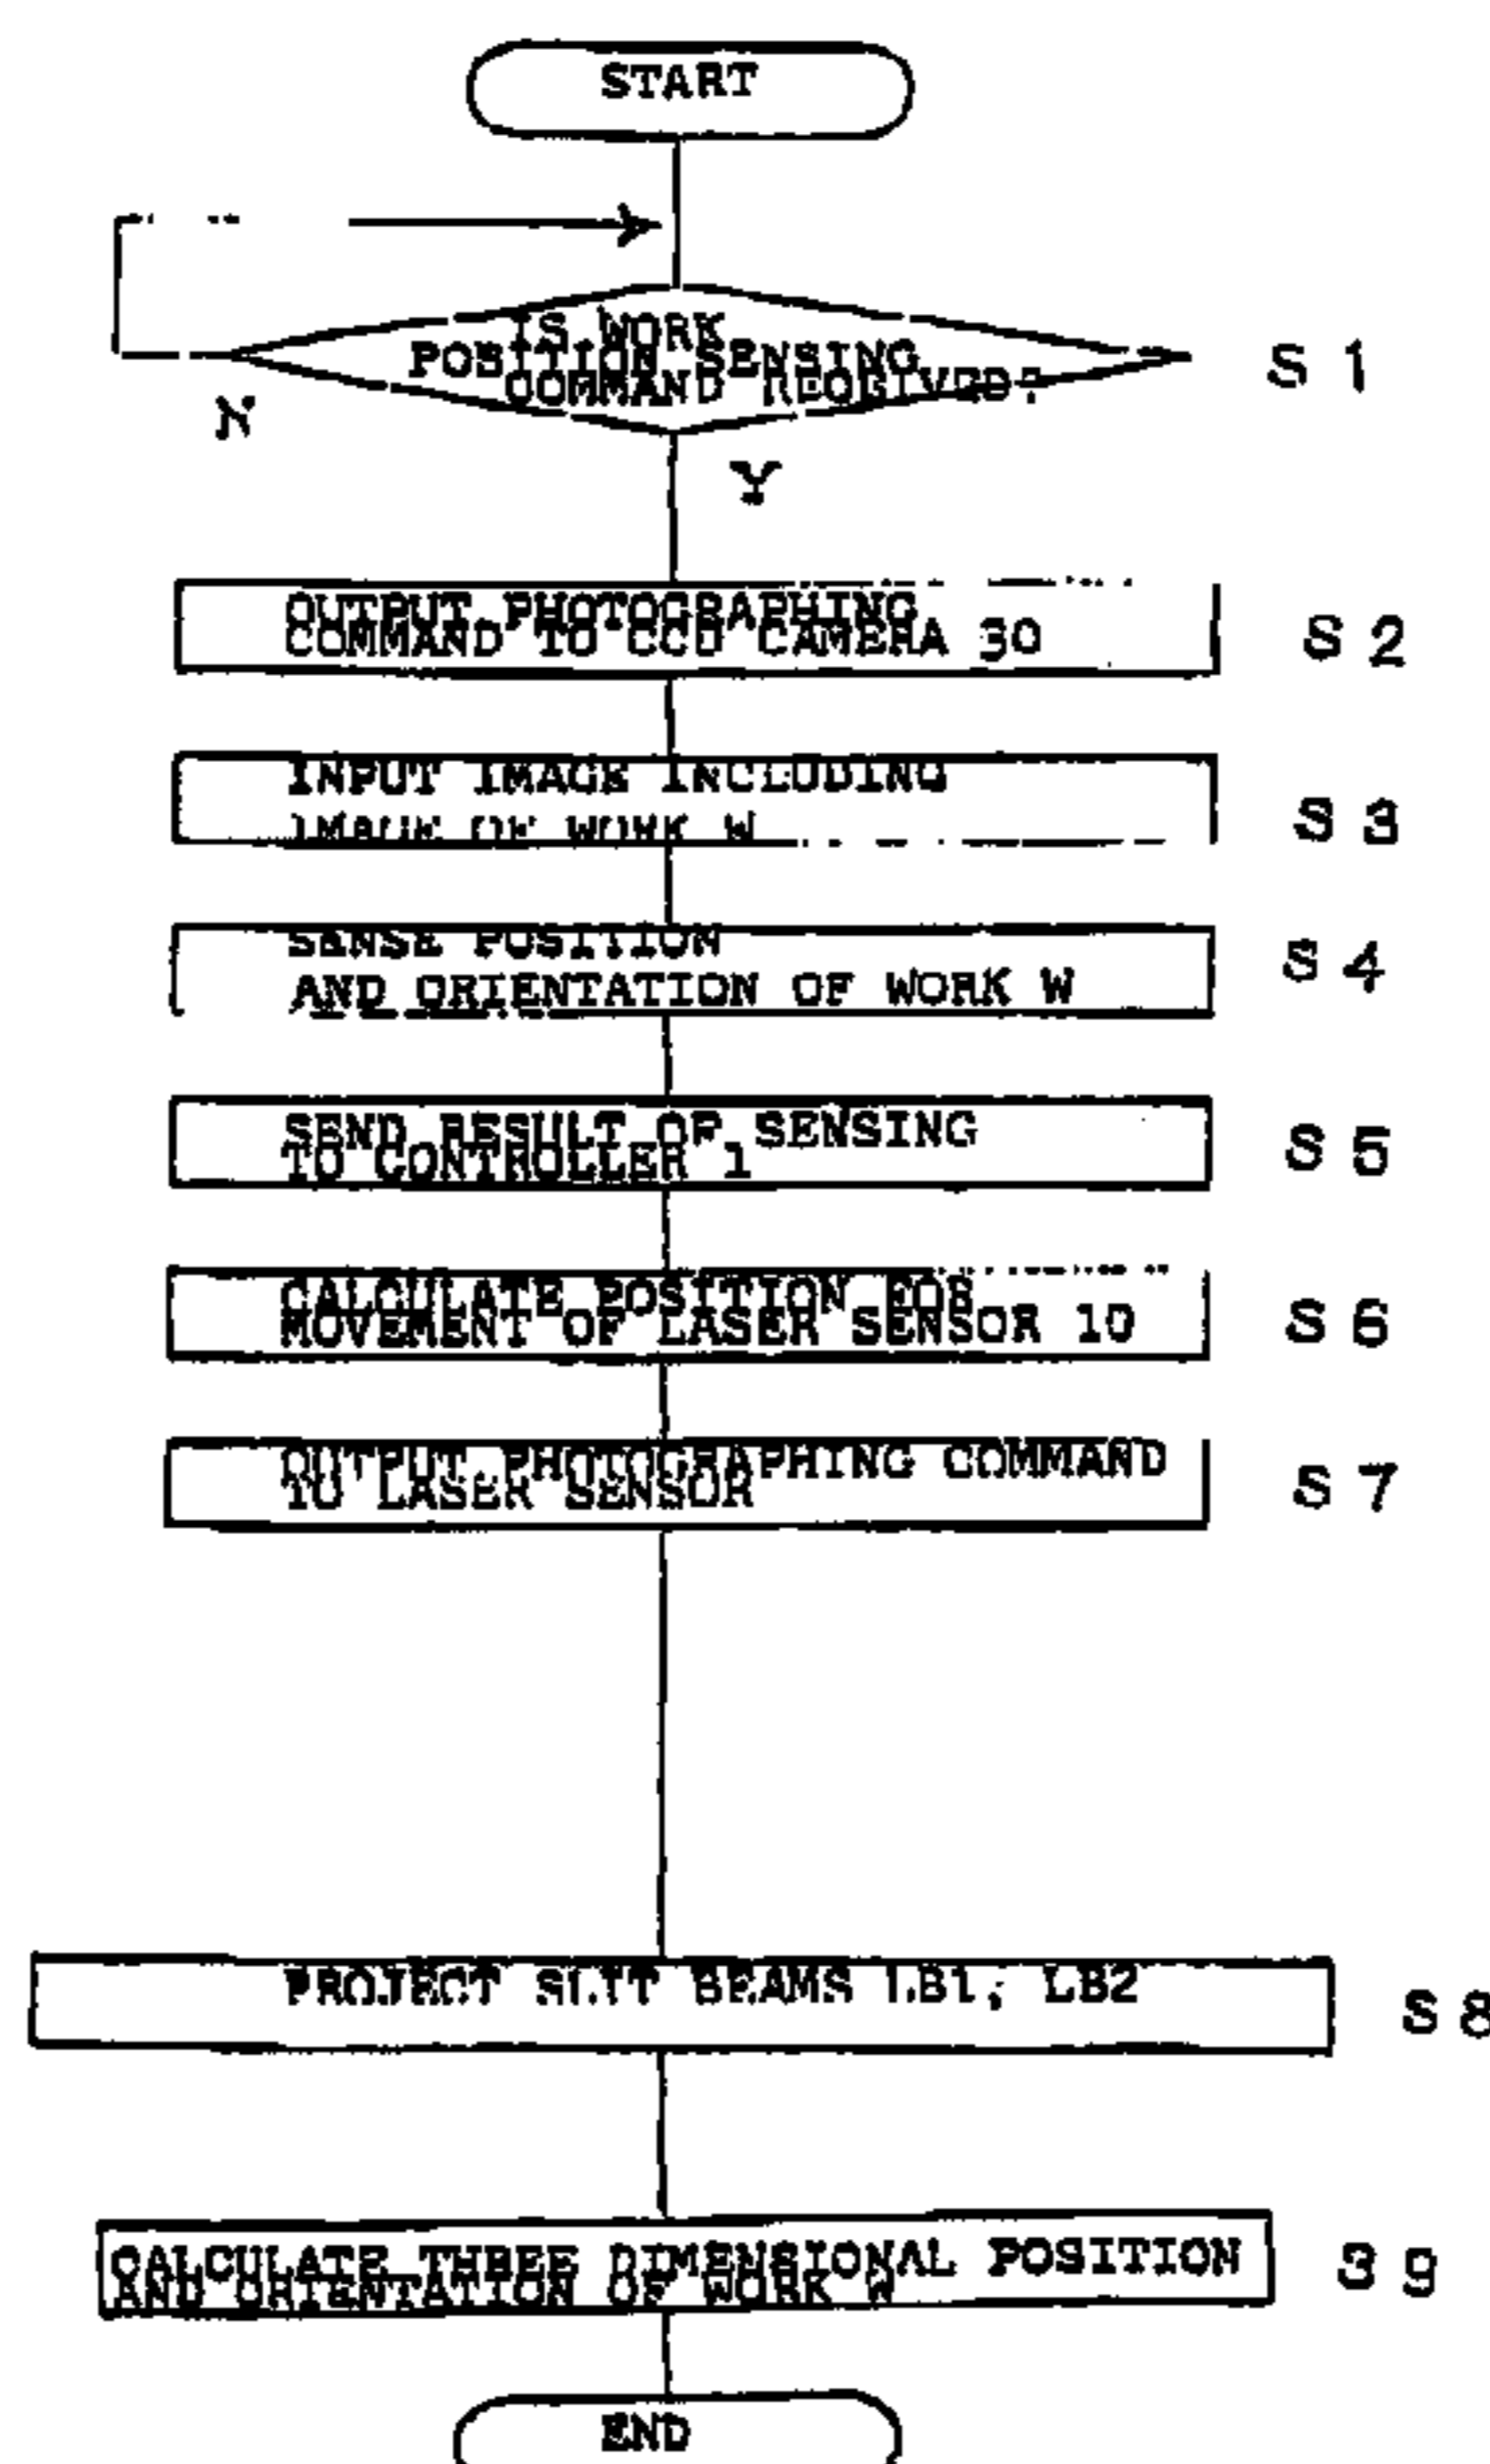 START
IS WORK
POSITION SENSING
COMMAND RECEIVED?
S 1
N
Y
OUTPUT PHOTOGRAPHING
COMMAND TO CCD CAMERA 30
S 2
INPUT IMAGE INCLUDING
IMAGE OF WORK W
S 3
SENSE POSITION
AND ORIENTATION OF WORK W
S 4
SEND RESULT OF SENSING
TO CONTROLLER 1
S 5
CALCULATE POSITION FOR
MOVEMENT OF LASER SENSOR 10
S 6
OUTPUT PHOTOGRAPHING COMMAND
TO LASER SENSOR
S 7
PROJECT SLIT BEAMS LB1, LB2
S 8
CALCULATE THREE DIMENSIONAL POSITION
AND ORIENTATION OF WORK W
S 9
END